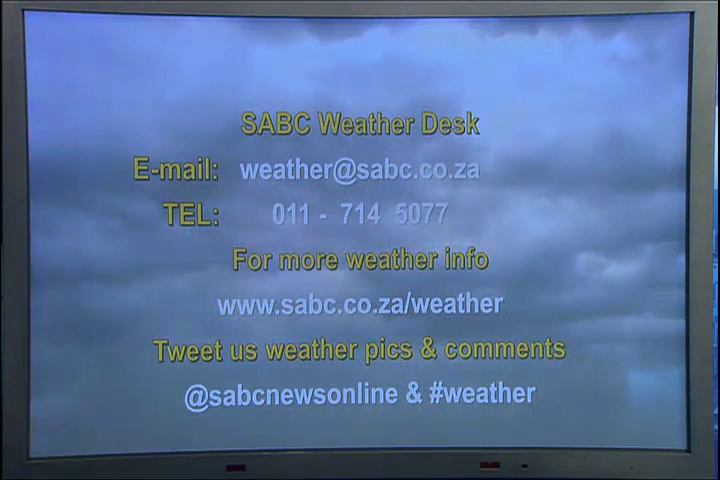 SABC Weather Desk
E-mail: weather@sabc.co.za
TEL: 011 - 714 5077
For more weather info
www.sabc.co.za/weather
Tweet us weather pics & comments
@sabcnewsonline & #weather